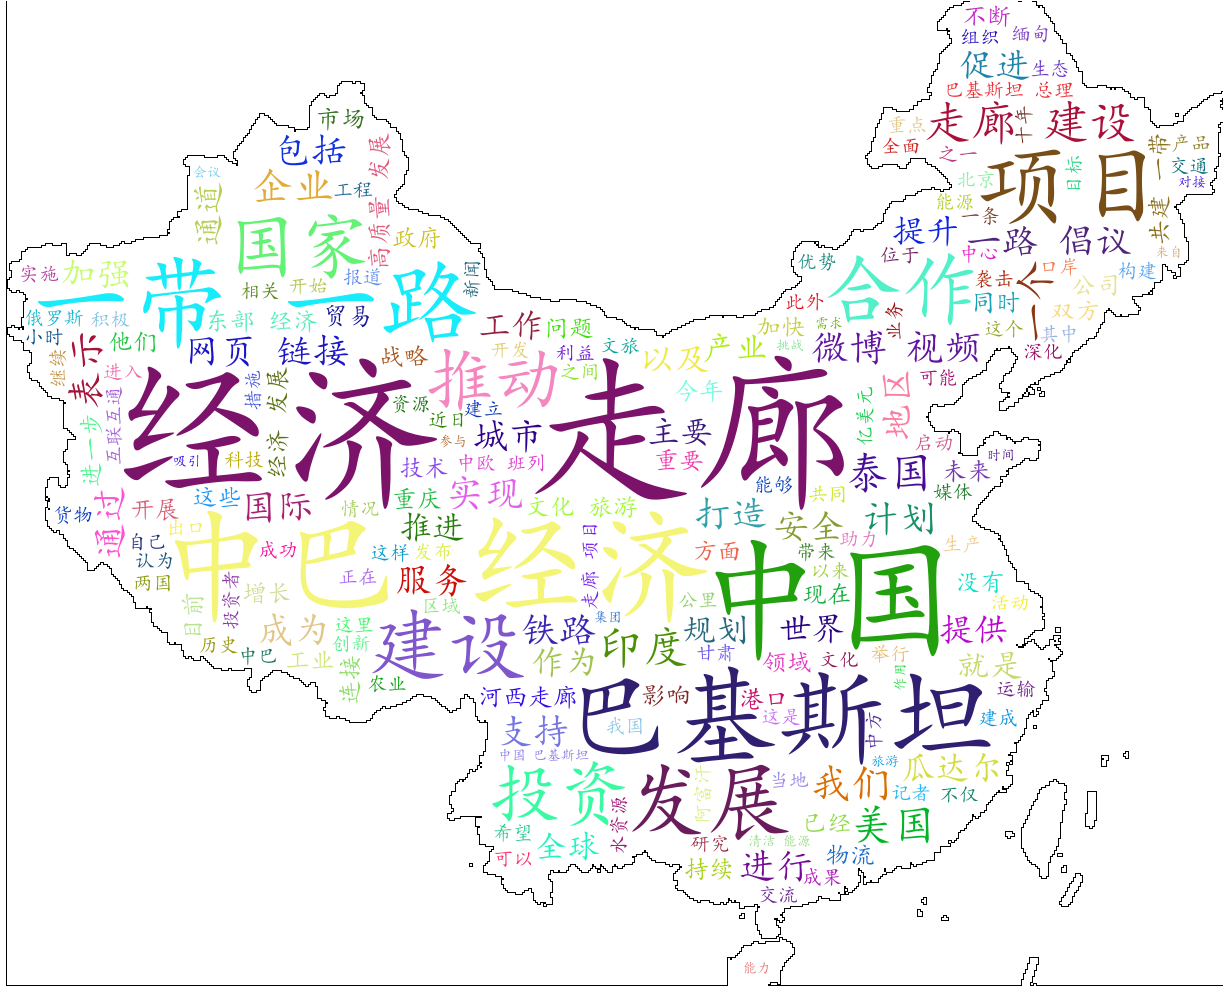 不断
组织 缅甸
促进 生态
巴基斯坦 总理
市场
重点 走廊 十年 建设
包括 发展
全面 之一 一带 产品
会议
企业 工程
北京 项目 目标 交通 对接
通道
能源 一条 共建
国家 高质量 政府
提升 一路 倡议
位于 中心 来自
实施 加强
相关 开始 报道 新闻
优势 合作 袭击 一个 口岸 构建
一带 一路
此外 同时 公司
俄罗斯 积极 东部 经济 贸易 工作 问题
加快 需求 业务 这个 双方 其中
小时 他们
网页 链接 战略 开发 利益 文旅 以及 产业 挑战 微博 视频 深化
继续 表示 进入
推动 之间 今年 可能
措施 发展
经济 走廊
资源 建立 近日 参与 城市 主要 亿美元 地区
互联互通 进一步
吸引 科技 经济 技术 中欧 班列 重要 泰国 启动 时间 未来
通过 开展 这些 国际 情况 重庆 实现 文化 旅游 能够 共同 媒体
货物 出口 推进 打造 安全 计划
自己 成功 这样 发布 方面 带来 助力 生产
认为
中巴 经济
走廊 项目 中国
两国 正在 服务 以来 没有
投资者 增长 区域 公里 现在 活动
目前 成为 这里 集团
建设 铁路 规划 世界 提供
历史 创新
中巴 工业 连接 作为 印度 甘肃 领域 文化 举行 就是
农业 河西走廊 影响 港口 作用 运输
巴基斯坦
支持 我国 这是 中方 建成
中国 巴基斯坦 旅游
投资 发展 阿富汗 当地 我们 瓜达尔
记者 不仅
希望 水资源 已经 美国
可以 全球 研究 清洁 能源 物流
持续 进行 成果
交流
能力